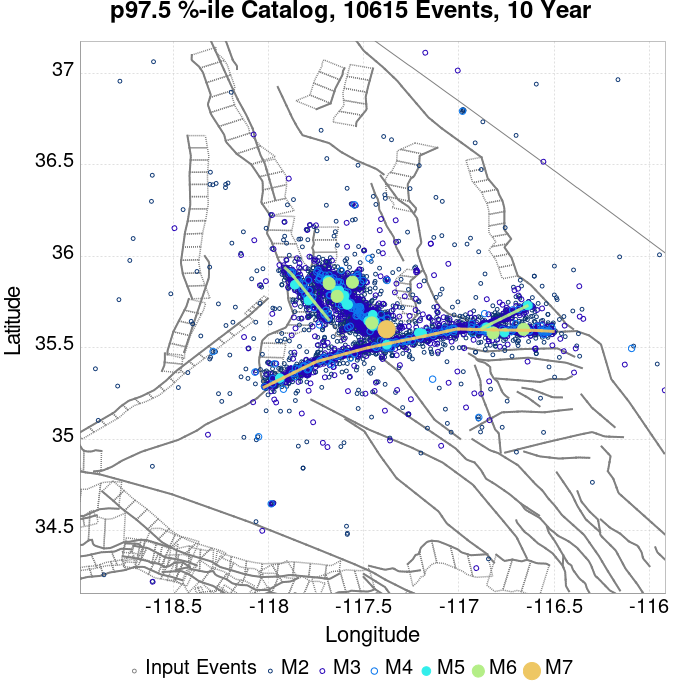 p97.5 %-ile Catalog, 10615 Events, 10 Year
37
36.5
36
35.5
35
34.5
Latitude
-118.5 -118 -117.5 -117 -116.5 -116
Longitude
Input Events M2 M3 M4 M5 M6 M7